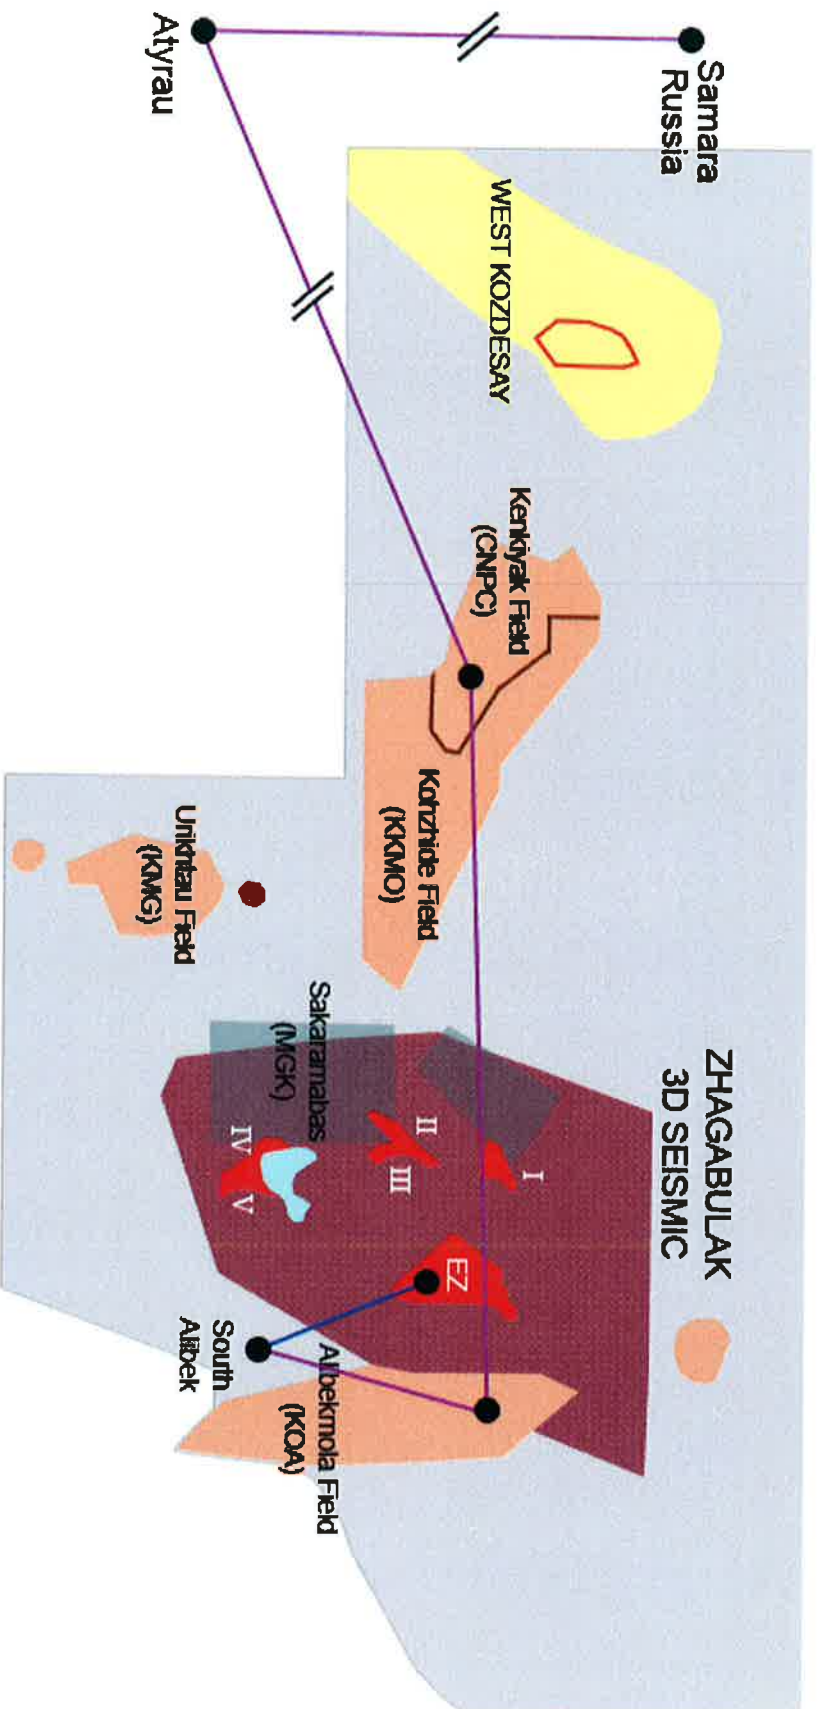 Samara
Russia
Atyrau
WEST KOZDESAY
Kenkiyak Field
(CNPC)
Kohzhide Field
(KKMO)
Urikhtau Field
(KMG)
ZHAGABULAK
3D SEISMIC
Sakaramabas
(MGK)
I
II
III
IV
V
EZ
Alibekmola Field
(KOA)
South
Alibek